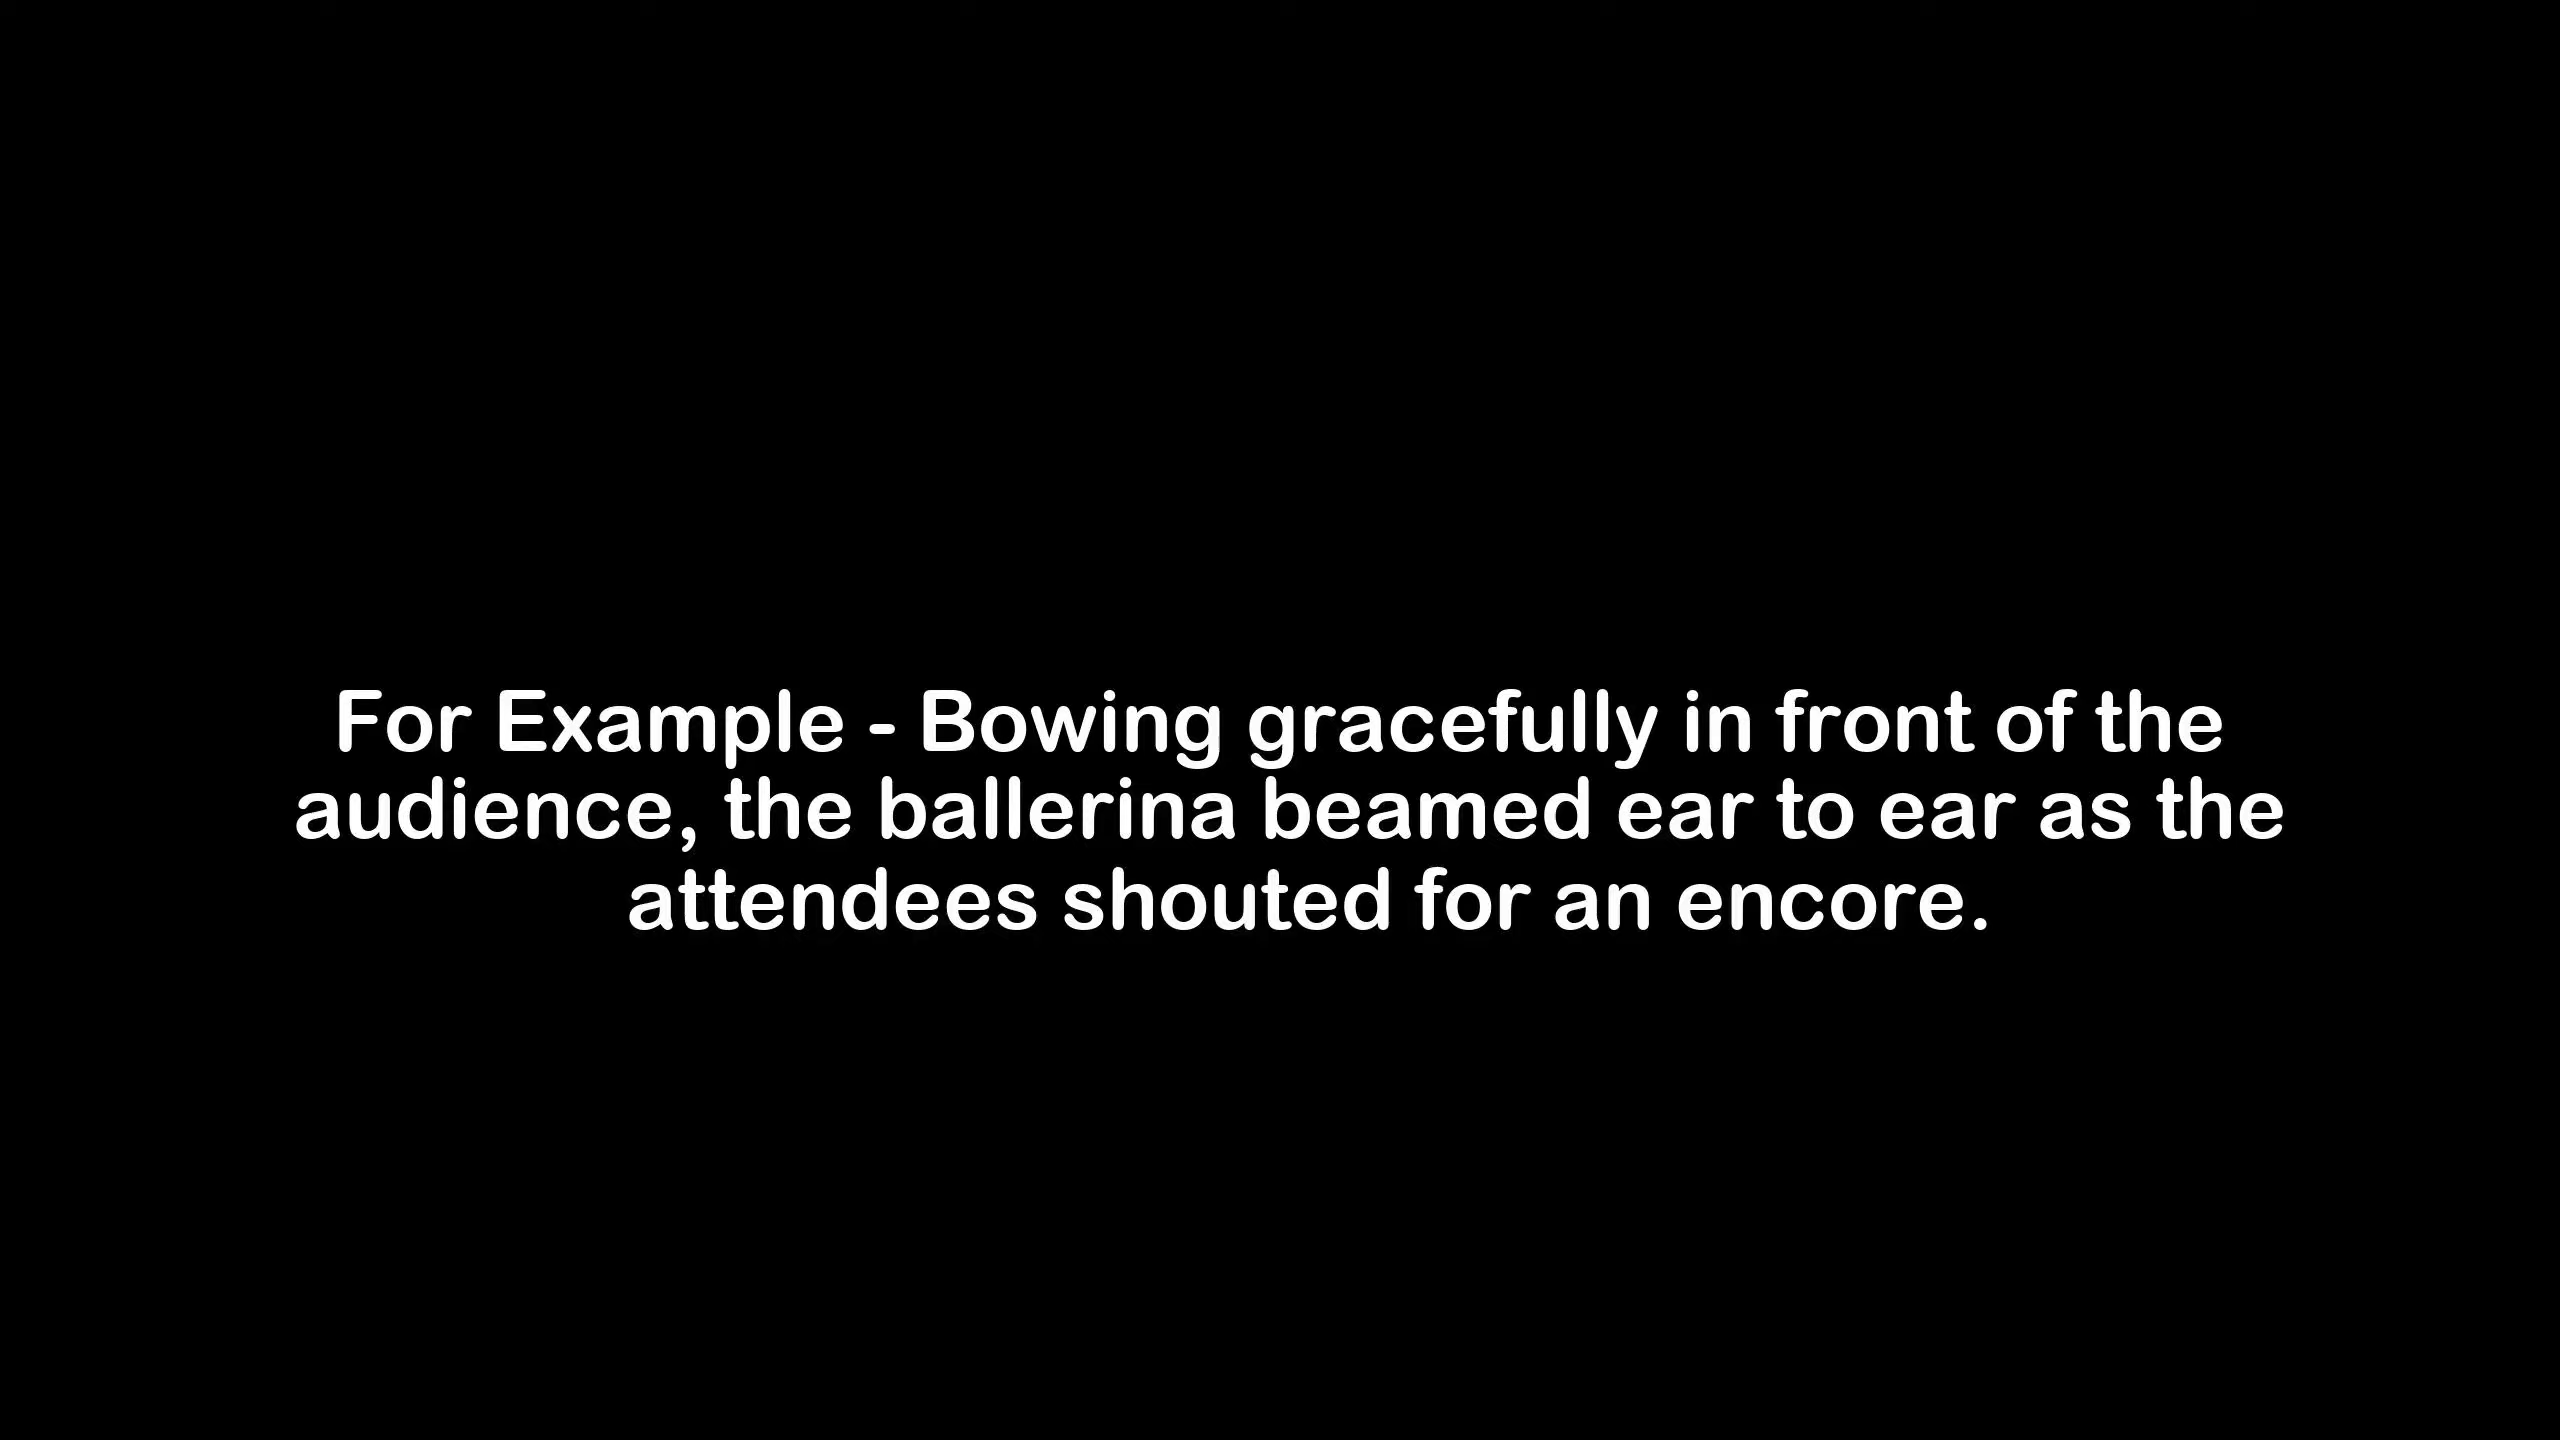 For Example - Bowing gracefully in front of the
audience, the ballerina beamed ear to ear as the
attendees shouted for an encore.